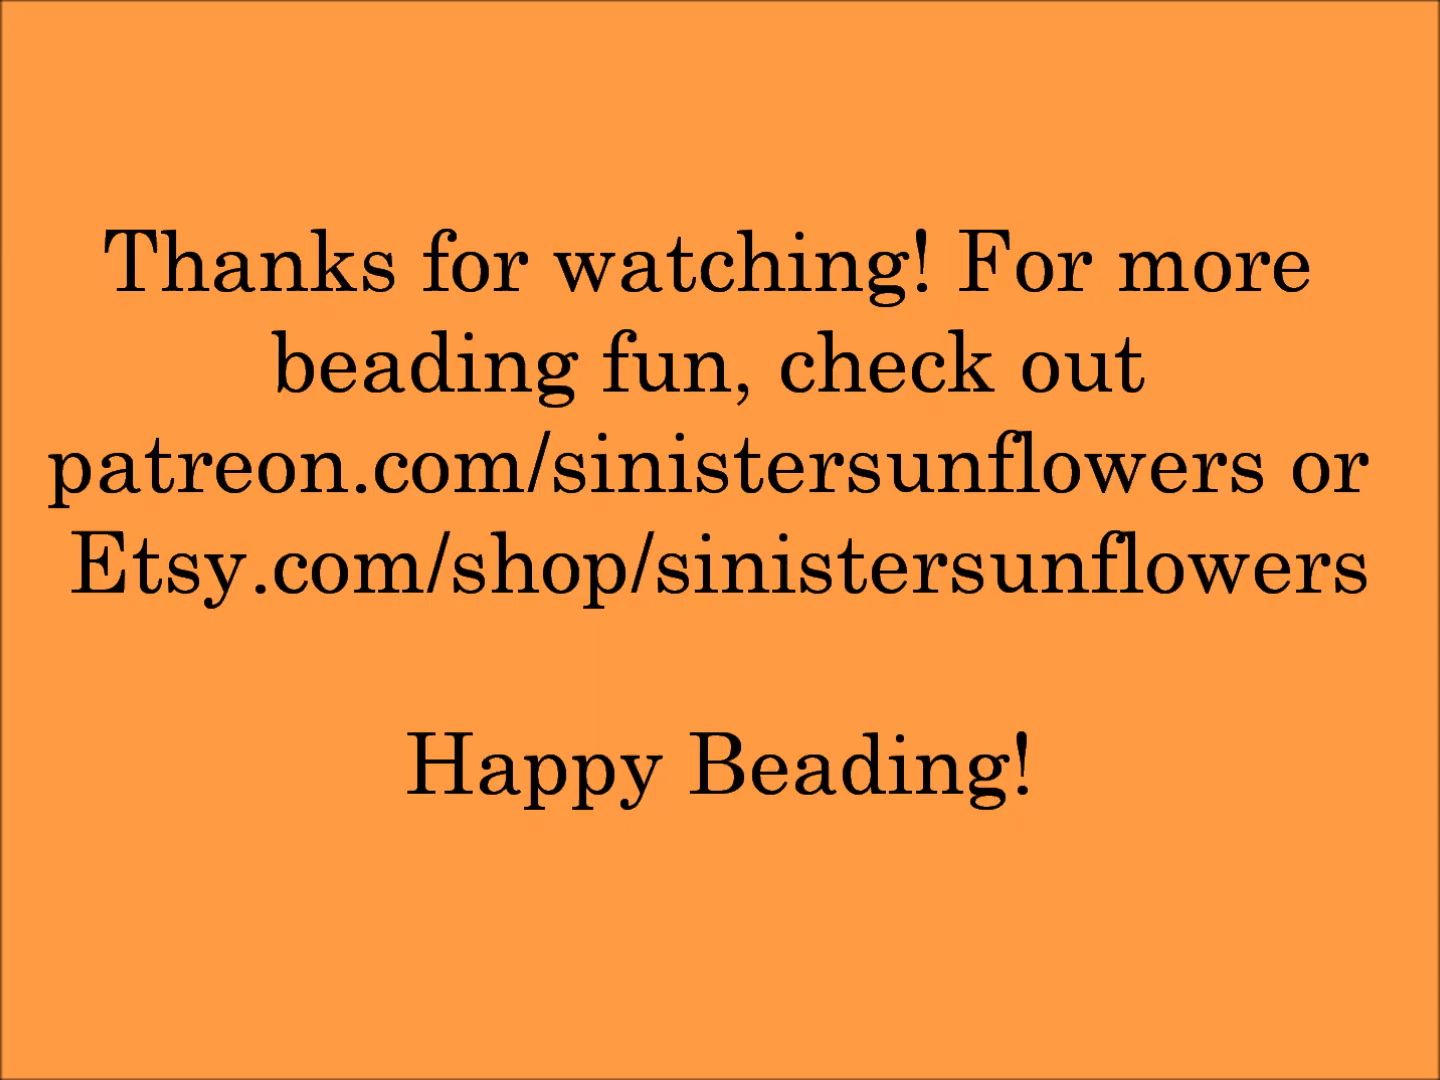 Thanks for watching! For more
beading fun, check out
patreon.com/sinistersunflowers or
Etsy.com/shop/sinistersunflowers
Happy Beading!